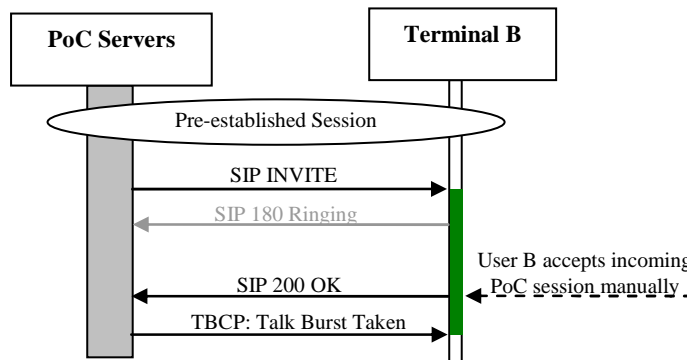 PoC Servers
Terminal B
Pre-established Session
SIP INVITE
SIP 180 Ringing
User B accepts incoming
PoC session manually
SIP 200 OK
TBCP: Talk Burst Taken